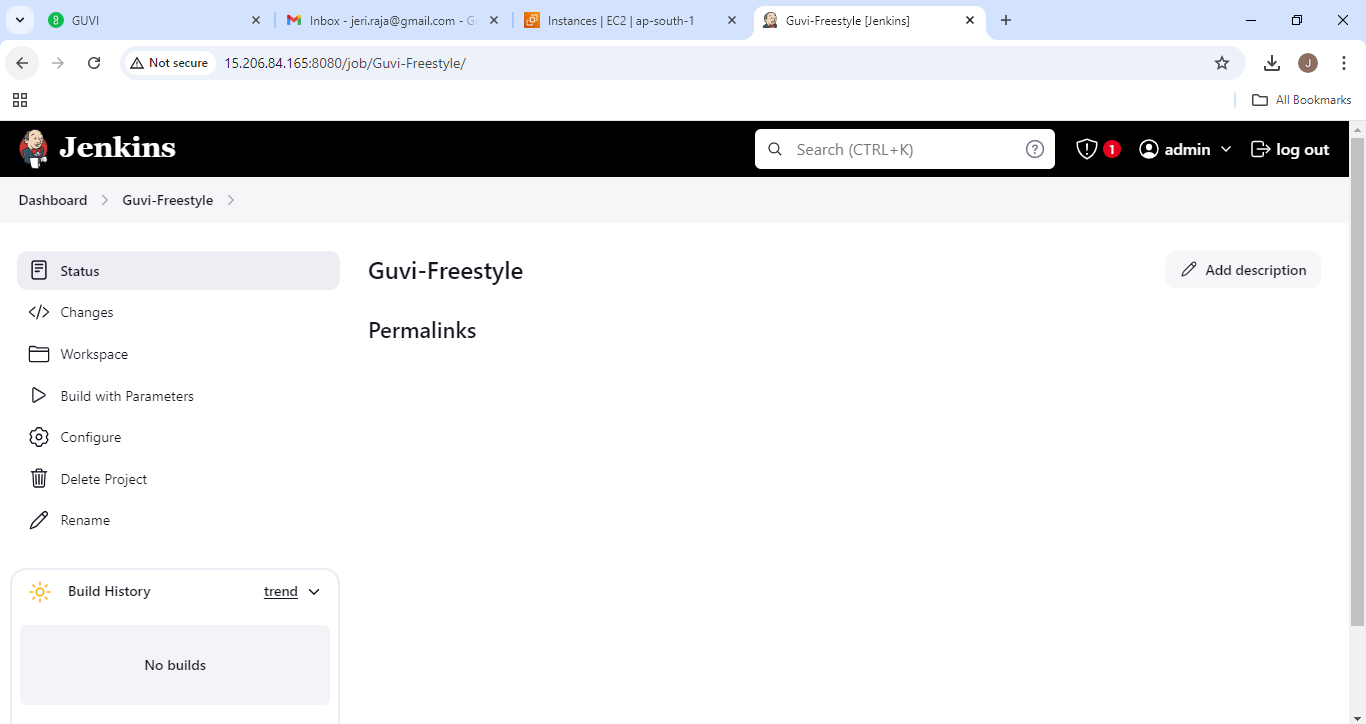 GUVI
Inbox - jeri.raja@gmail.com - G
Instances | EC2 | ap-south-1
Guvi-Freestyle [Jenkins]
Not secure
15.206.84.165:8080/job/Guvi-Freestyle/
J
All Bookmarks
Jenkins
Search (CTRL+K)
1
admin
log out
Dashboard
Guvi-Freestyle
Status
Guvi-Freestyle
Add description
Changes
Permalinks
Workspace
Build with Parameters
Configure
Delete Project
Rename
Build History
trend
No builds